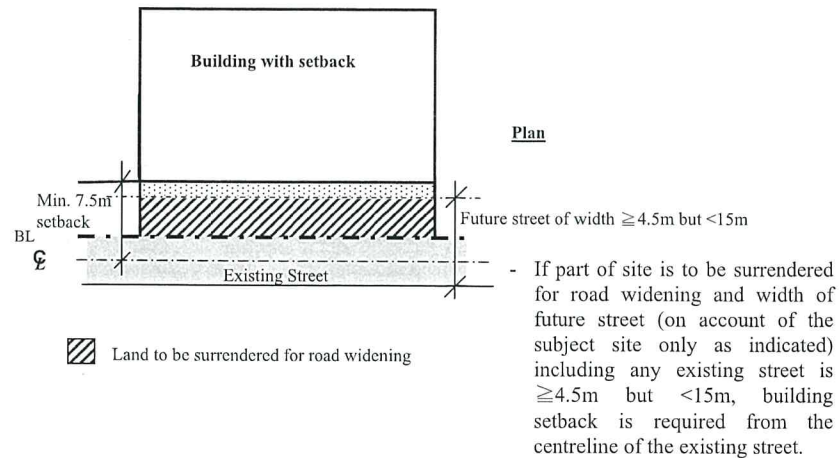 Building with setback
Plan
Min. 7.5m
setback
Future street of width ≧4.5m but <15m
BL
℄
Existing Street
Land to be surrendered for road widening
- If part of site is to be surrendered
for road widening and width of
future street (on account of the
subject site only as indicated)
including any existing street is
≧4.5m but <15m, building
setback is required from the
centreline of the existing street.